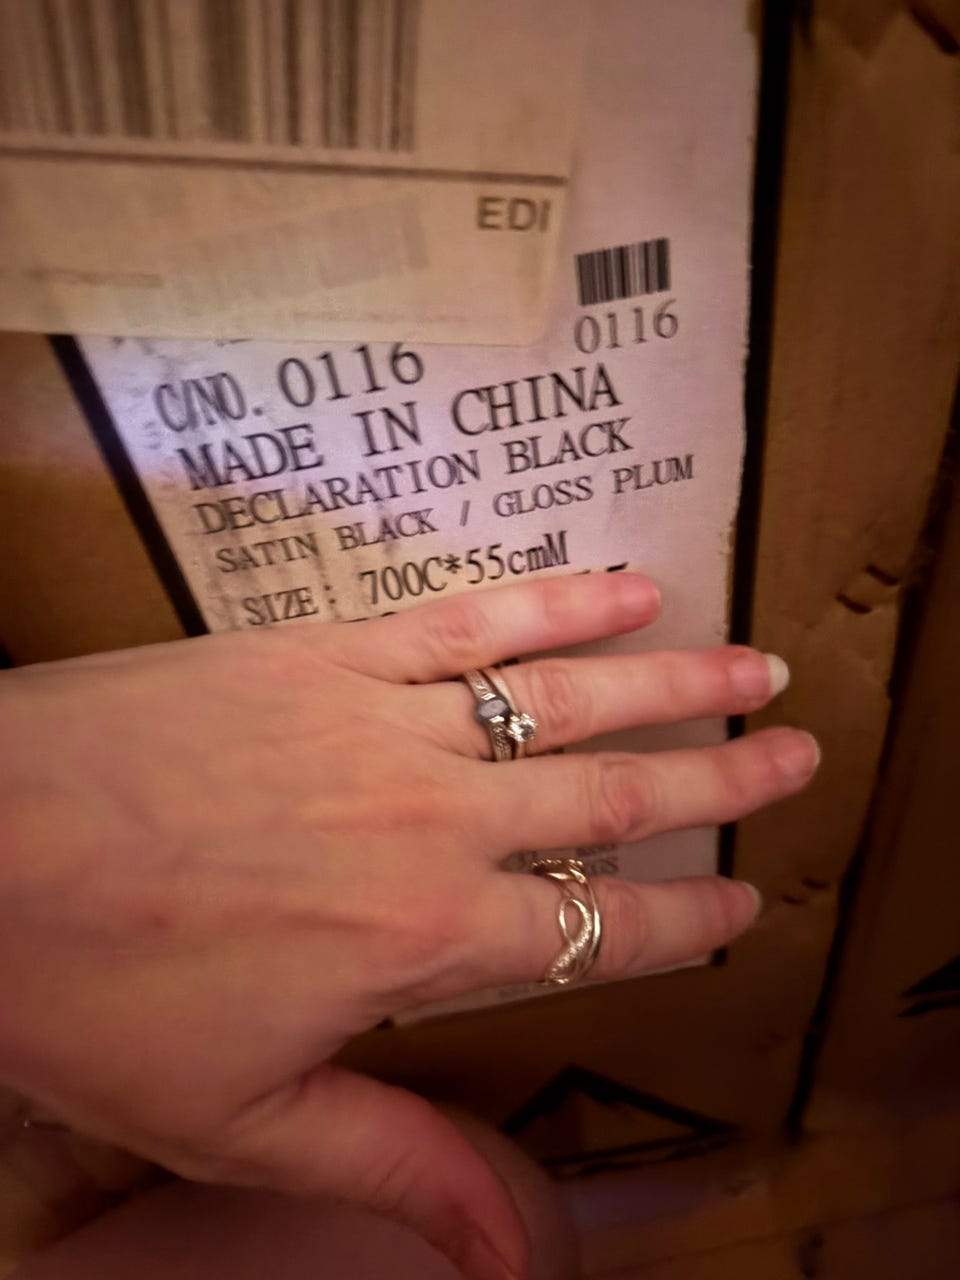 EDI
0116
C/NO. 0116
MADE IN CHINA
DECLARATION BLACK
SATIN BLACK / GLOSS PLUM
SIZE: 700C*55cmM